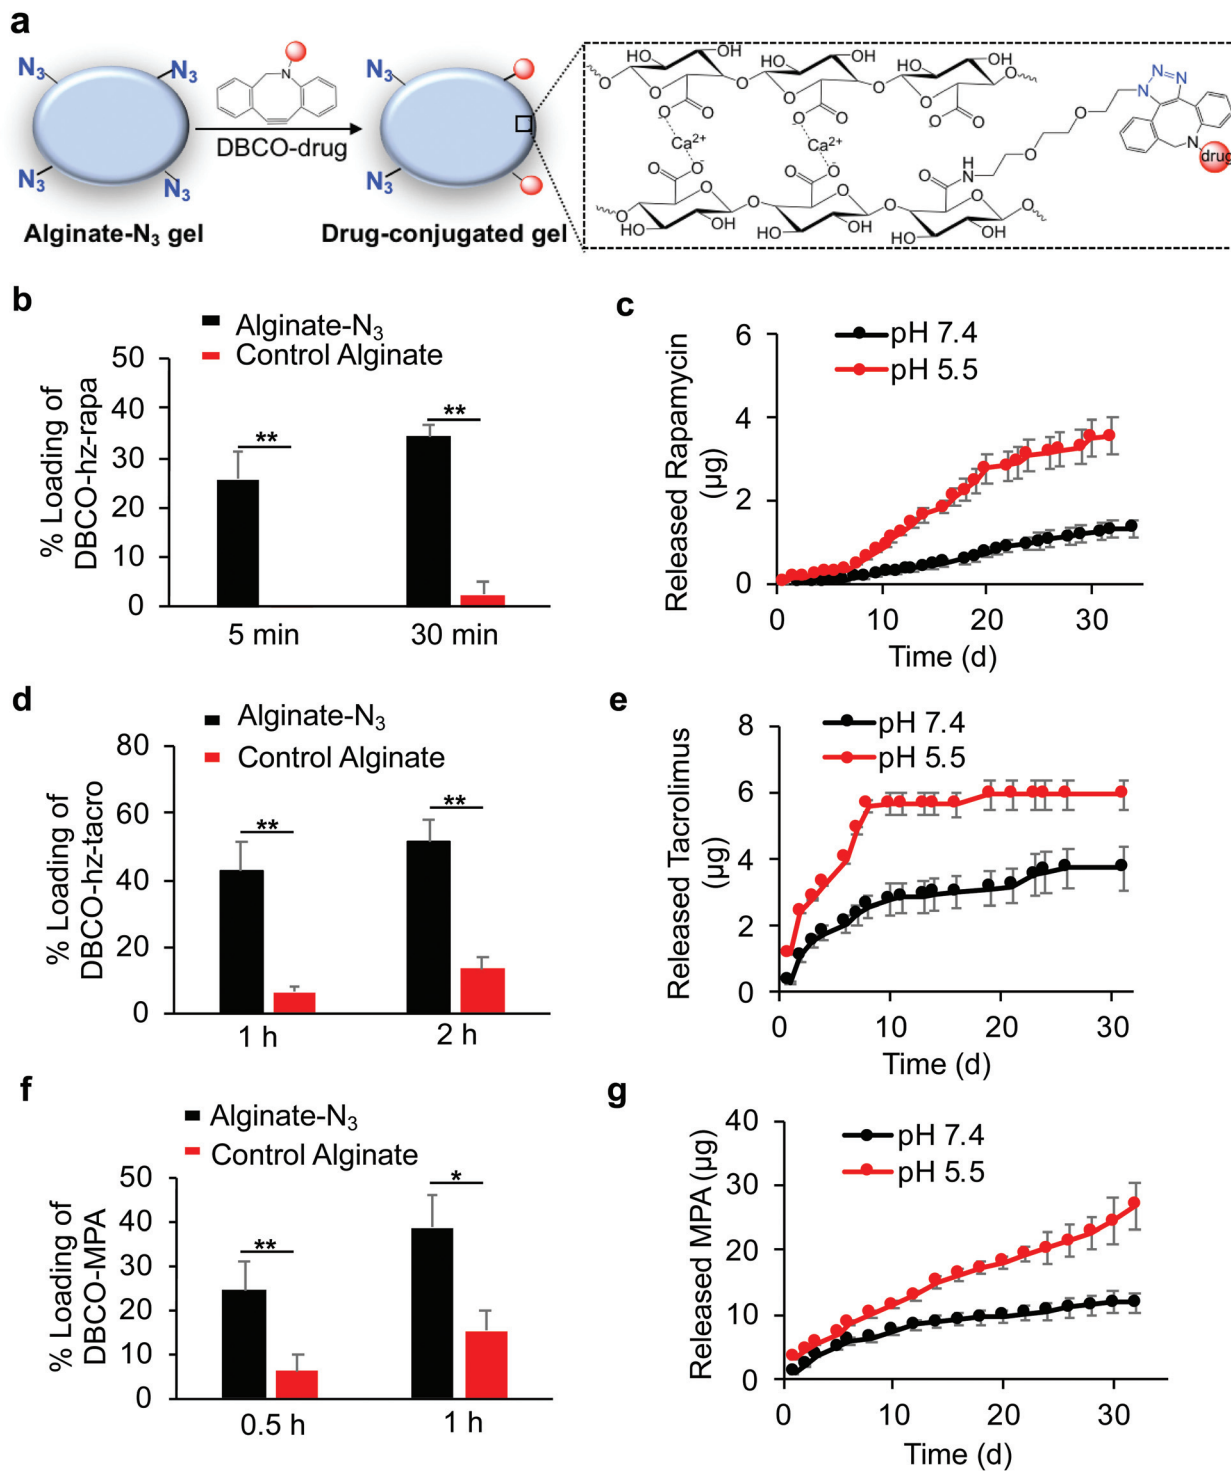 a
N₃
N₃
N₃
N₃
N
DBCO-drug
Alginate-N₃ gel
Drug-conjugated gel
HO
OH
HO
OH
HO
OH
O
O
O
O
O
O
O
O
O
O
O⁻
O
O⁻
O
O⁻
Ca²⁺
Ca²⁺
O
O⁻
O
O⁻
O
N
H
O
O
O
O
O
O
O
O
HO
OH
HO
OH
HO
OH
O
O
N
N
N
N
drug
b
Alginate-N₃
Control Alginate
% Loading of
DBCO-hz-rapa
50
40
30
20
10
0
**
**
5 min
30 min
c
pH 7.4
pH 5.5
Released Rapamycin
(µg)
6
4
2
0
0
10
20
30
Time (d)
d
Alginate-N₃
Control Alginate
% Loading of
DBCO-hz-tacro
80
60
40
20
0
**
**
1 h
2 h
e
pH 7.4
pH 5.5
Released Tacrolimus
(µg)
8
6
4
2
0
0
10
20
30
Time (d)
f
Alginate-N₃
Control Alginate
% Loading of
DBCO-MPA
50
40
30
20
10
0
**
*
0.5 h
1 h
g
pH 7.4
pH 5.5
Released MPA (µg)
40
30
20
10
0
0
10
20
30
Time (d)